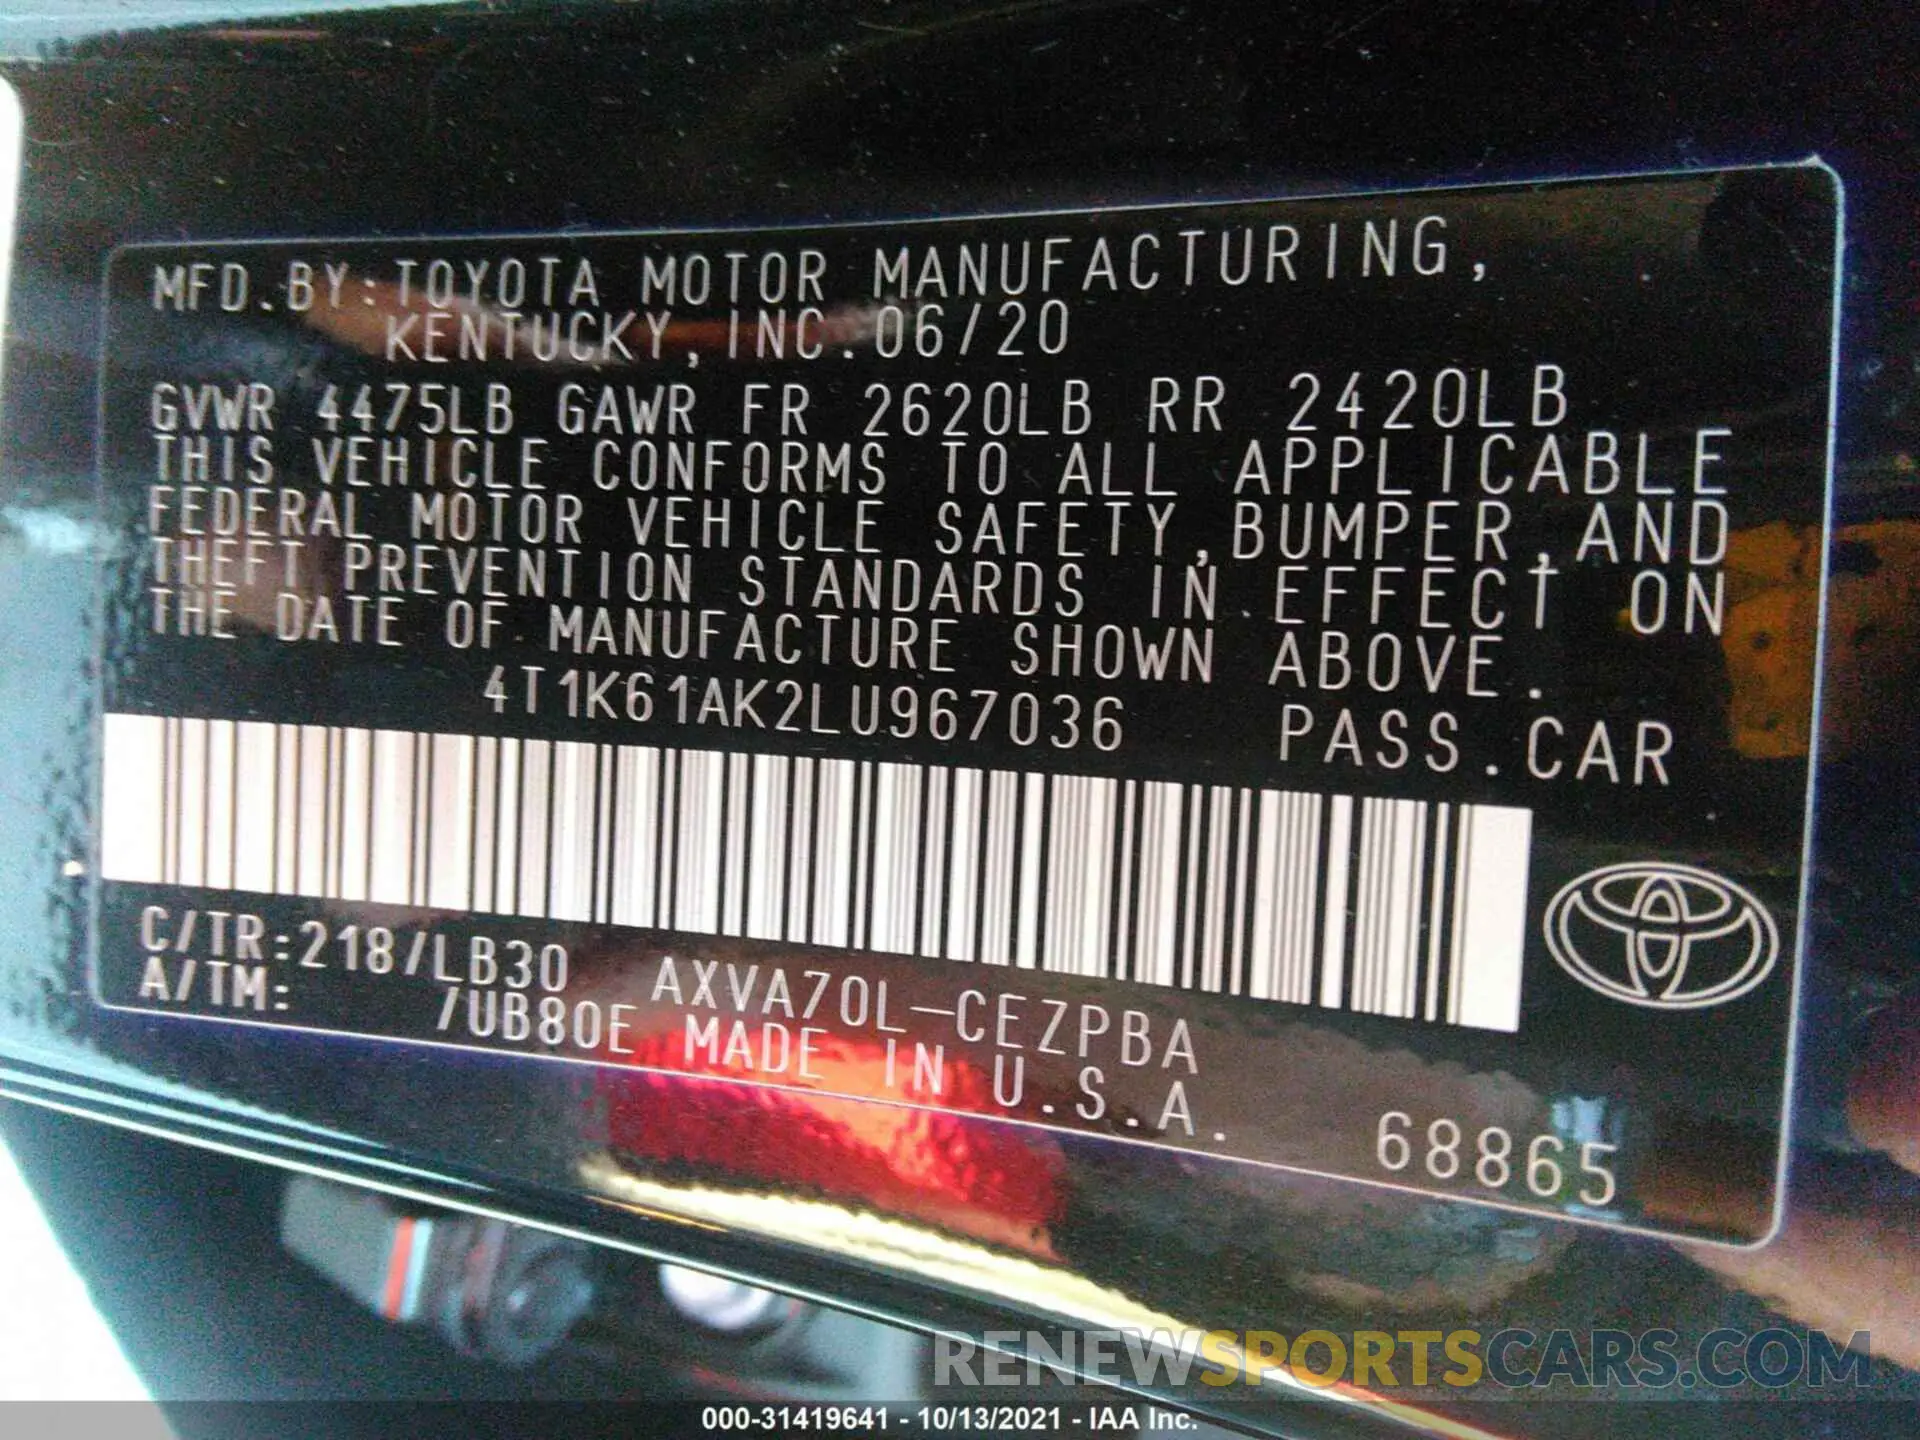 MFD.BY:TOYOTA MOTOR MANUFACTURING,
KENTUCKY, INC.06/20
GVWR 4475LB GAWR FR 2620LB RR 2420LB
THIS VEHICLE CONFORMS TO ALL APPLICABLE
FEDERAL MOTOR VEHICLE SAFETY,BUMPER,AND
THEFT PREVENTION STANDARDS IN EFFECT ON
THE DATE OF MANUFACTURE SHOWN ABOVE.
4T1K61AK2LU967036 PASS.CAR
C/TR:218/LB30 AXVA70L-CEZPBA
A/TM: /UB80E MADE IN U.S.A.
68865
RENEWSPORTSCARS.COM
000-31419641 - 10/13/2021 - IAA Inc.